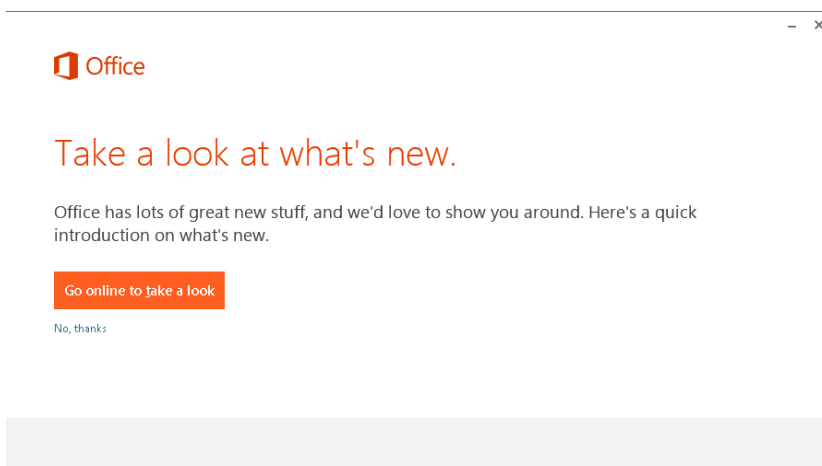 Office
Take a look at what's new.
Office has lots of great new stuff, and we'd love to show you around. Here's a quick
introduction on what's new.
Go online to take a look
No, thanks